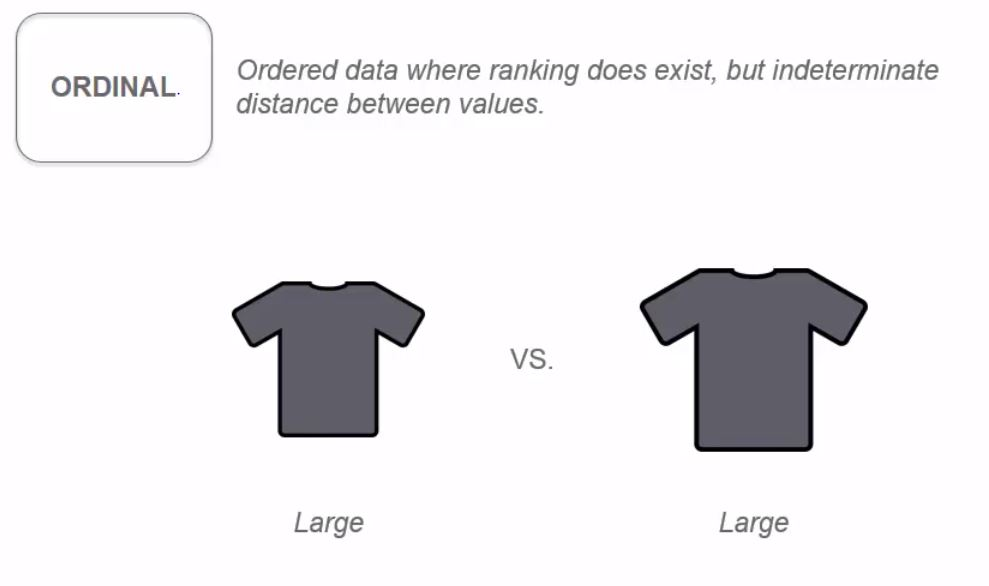 ORDINAL.
Ordered data where ranking does exist, but indeterminate
distance between values.
VS.
Large
Large